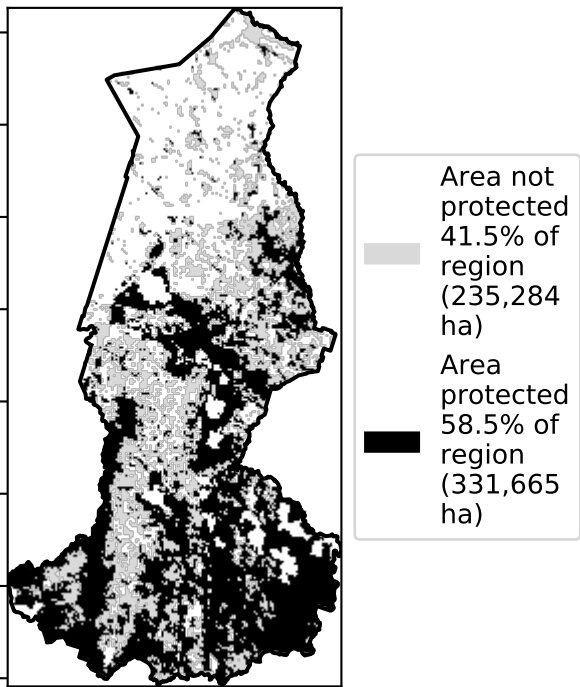 Area not
protected
41.5% of
region
(235,284
ha)
Area
protected
58.5% of
region
(331,665
ha)